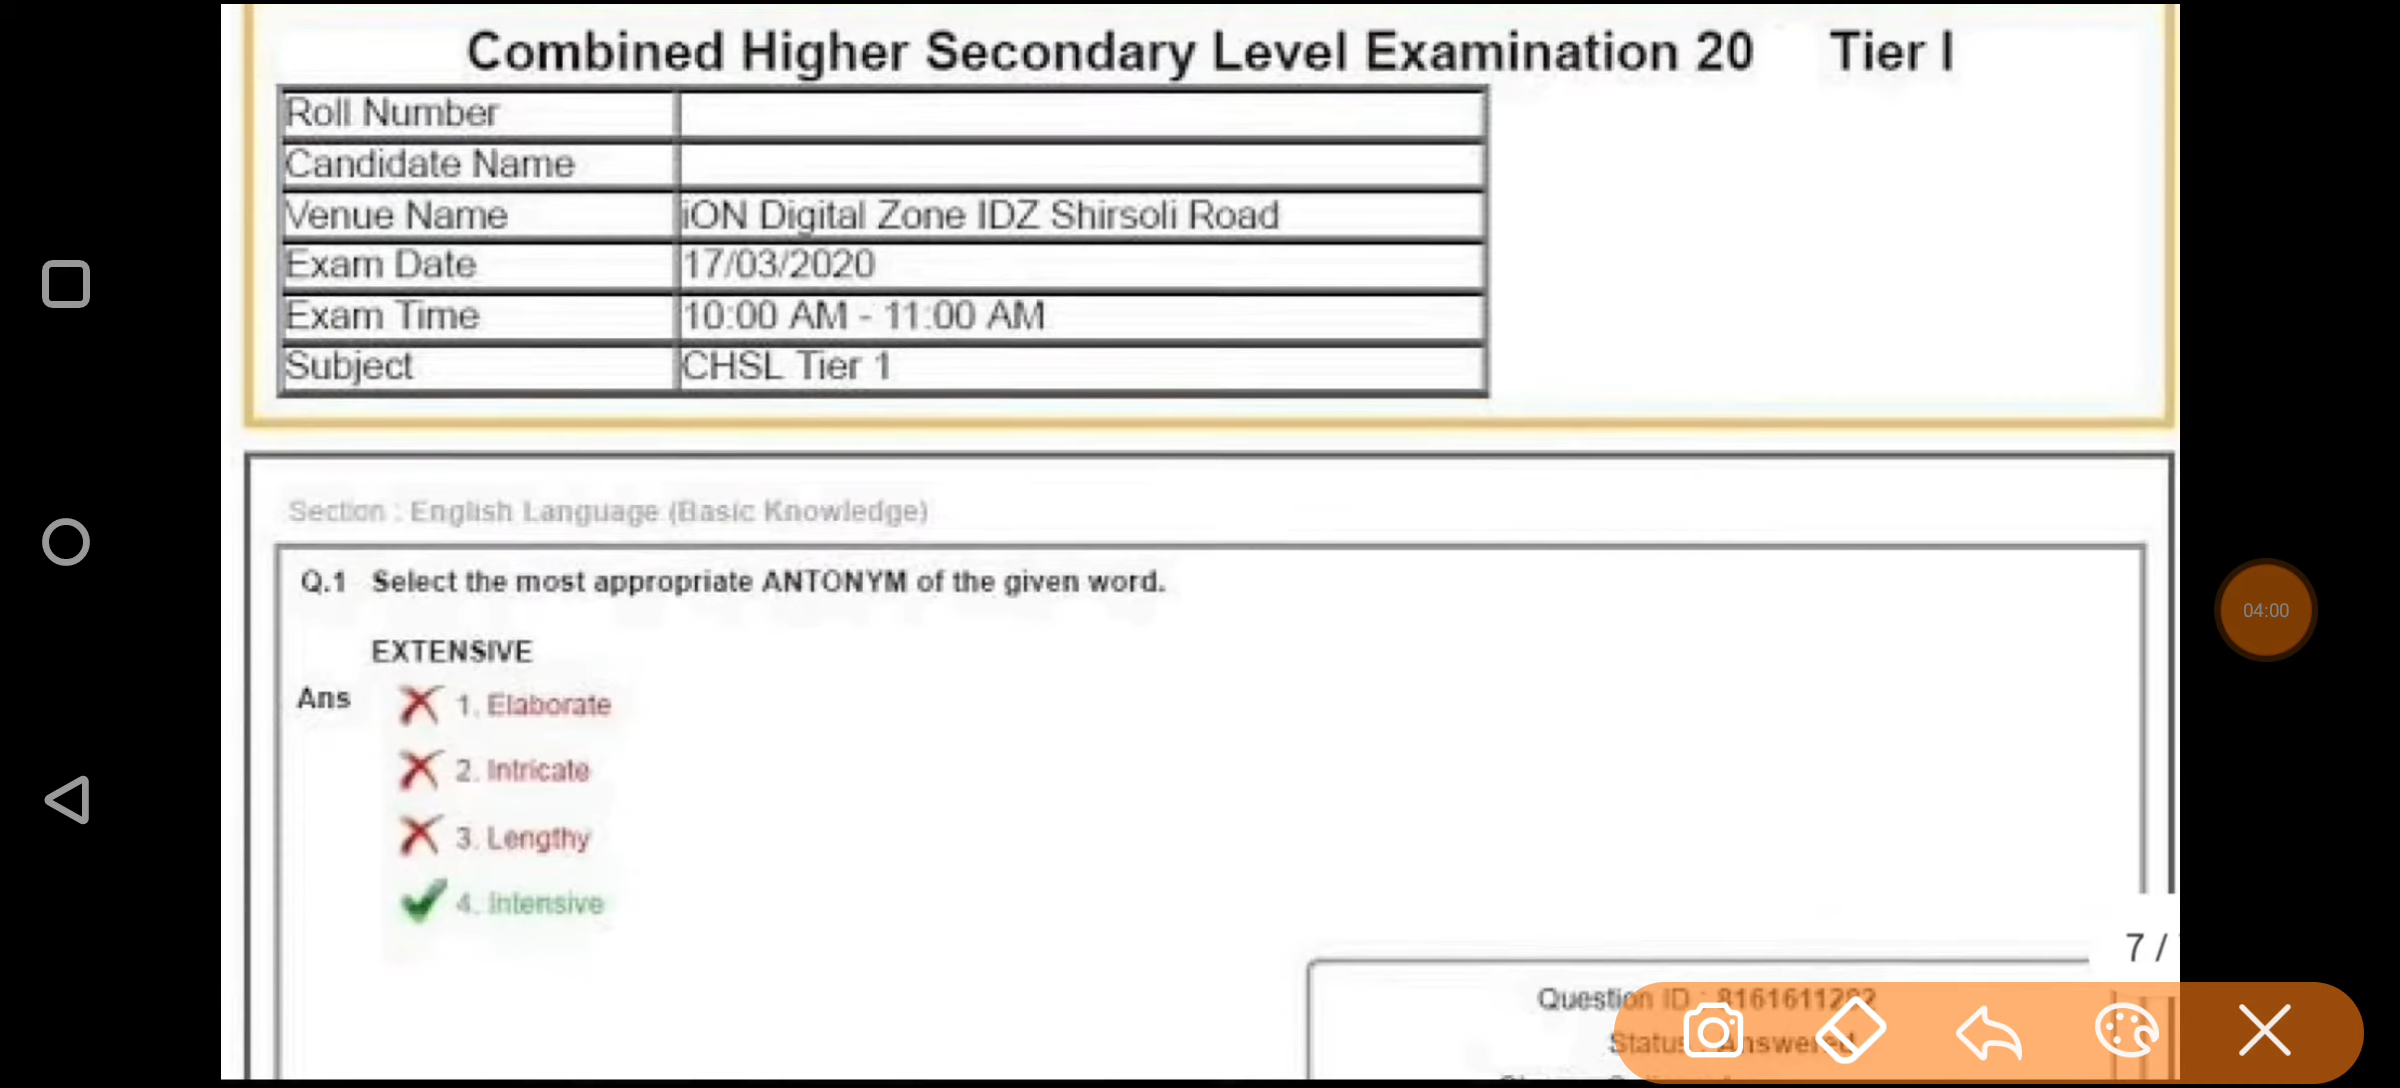 Combined Higher Secondary Level Examination 20 Tier I
Roll Number
Candidate Name
Venue Name iON Digital Zone IDZ Shirsoli Road
Exam Date 17/03/2020
Exam Time 10:00 AM - 11:00 AM
Subject CHSL Tier 1
Section : English Language (Basic Knowledge)
Q.1 Select the most appropriate ANTONYM of the given word.
EXTENSIVE
04:00
Ans 1. Elaborate
2. Intricate
3. Lengthy
4. Intensive
7 /
Question ID : 8161611292
Status : Answered